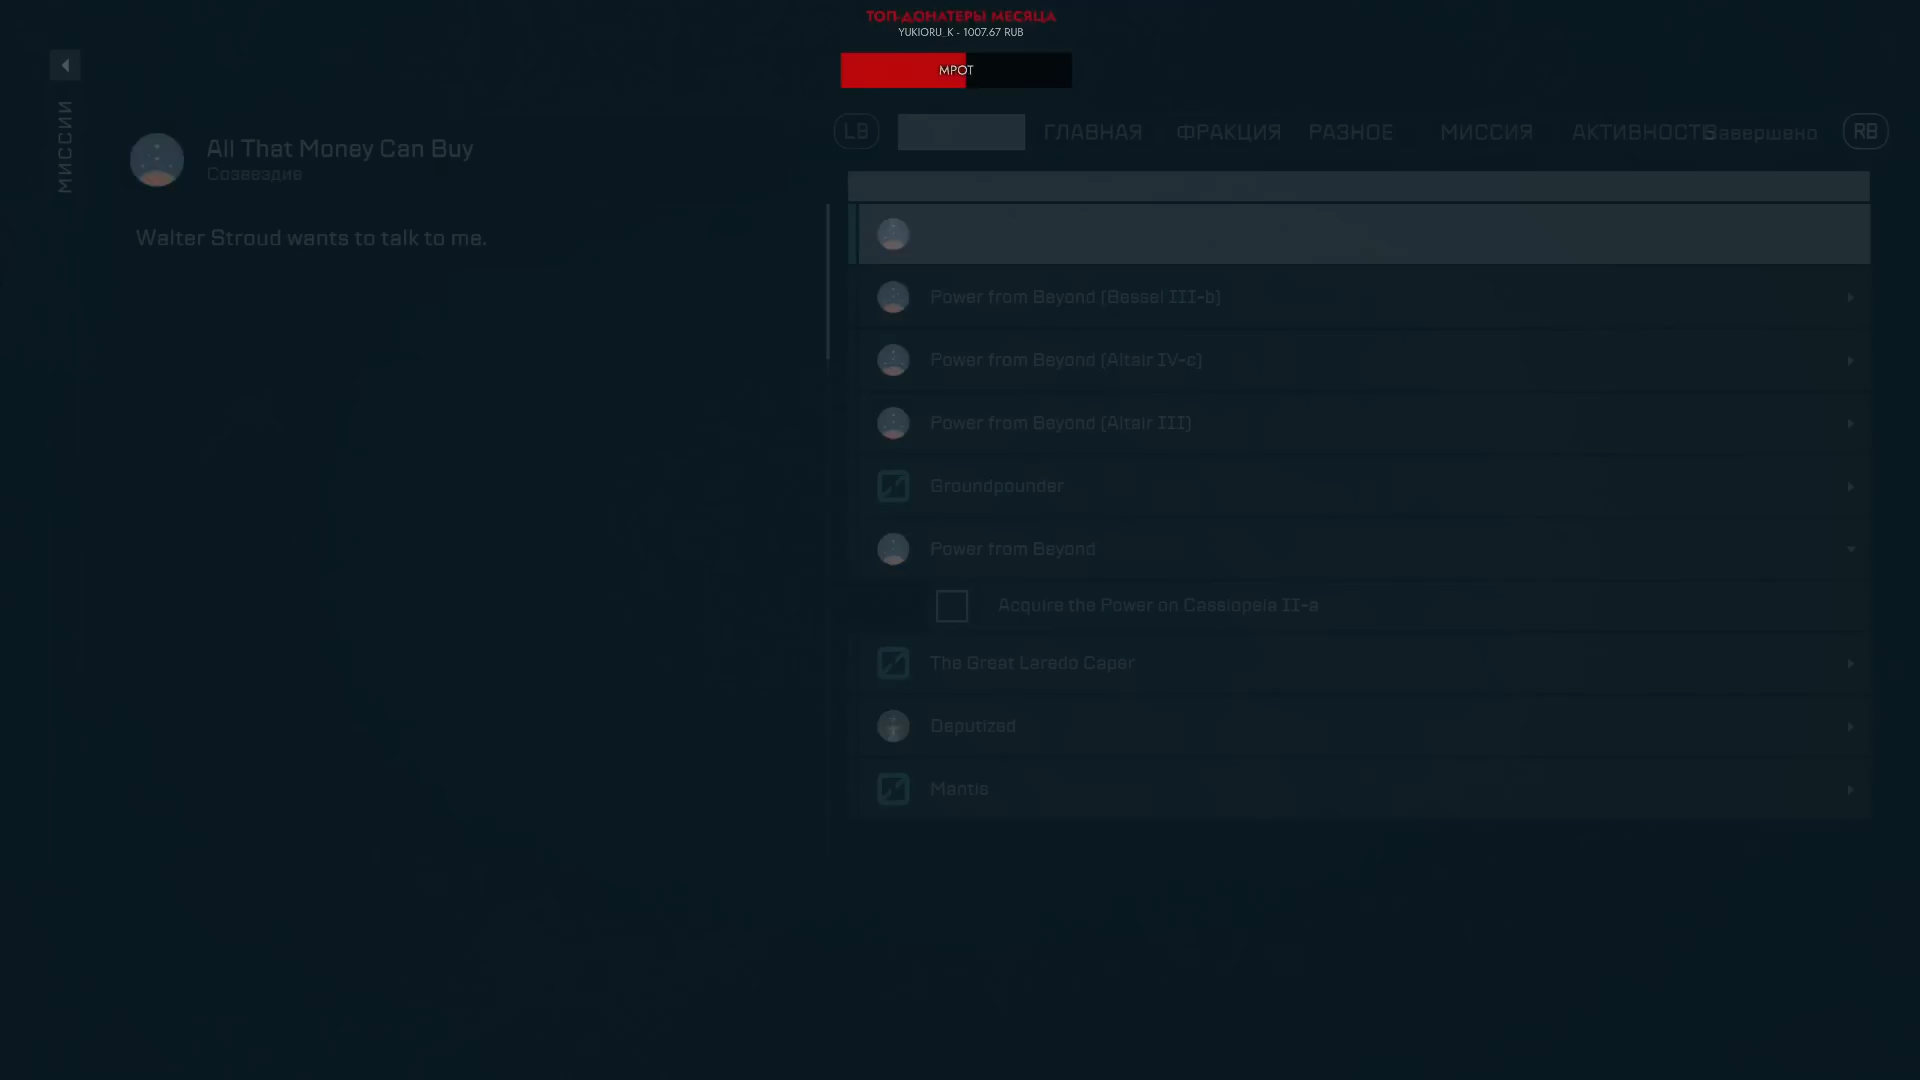 ТОП-ДОНАТЕРЫ МЕСЯЦА
YUKIORU_K - 1007.67 RUB
МРОТ
МИССИИ
All That Money Can Buy
Созвездие
Walter Stroud wants to talk to me.
LB ГЛАВНАЯ ФРАКЦИЯ РАЗНОЕ МИССИЯ АКТИВНОСТЬ Завершено RB
Power from Beyond (Bessel III-b)
Power from Beyond (Altair IV-c)
Power from Beyond (Altair III)
Groundpounder
Power from Beyond
Acquire the Power on Cassiopeia II-a
The Great Laredo Caper
Deputized
Mantis